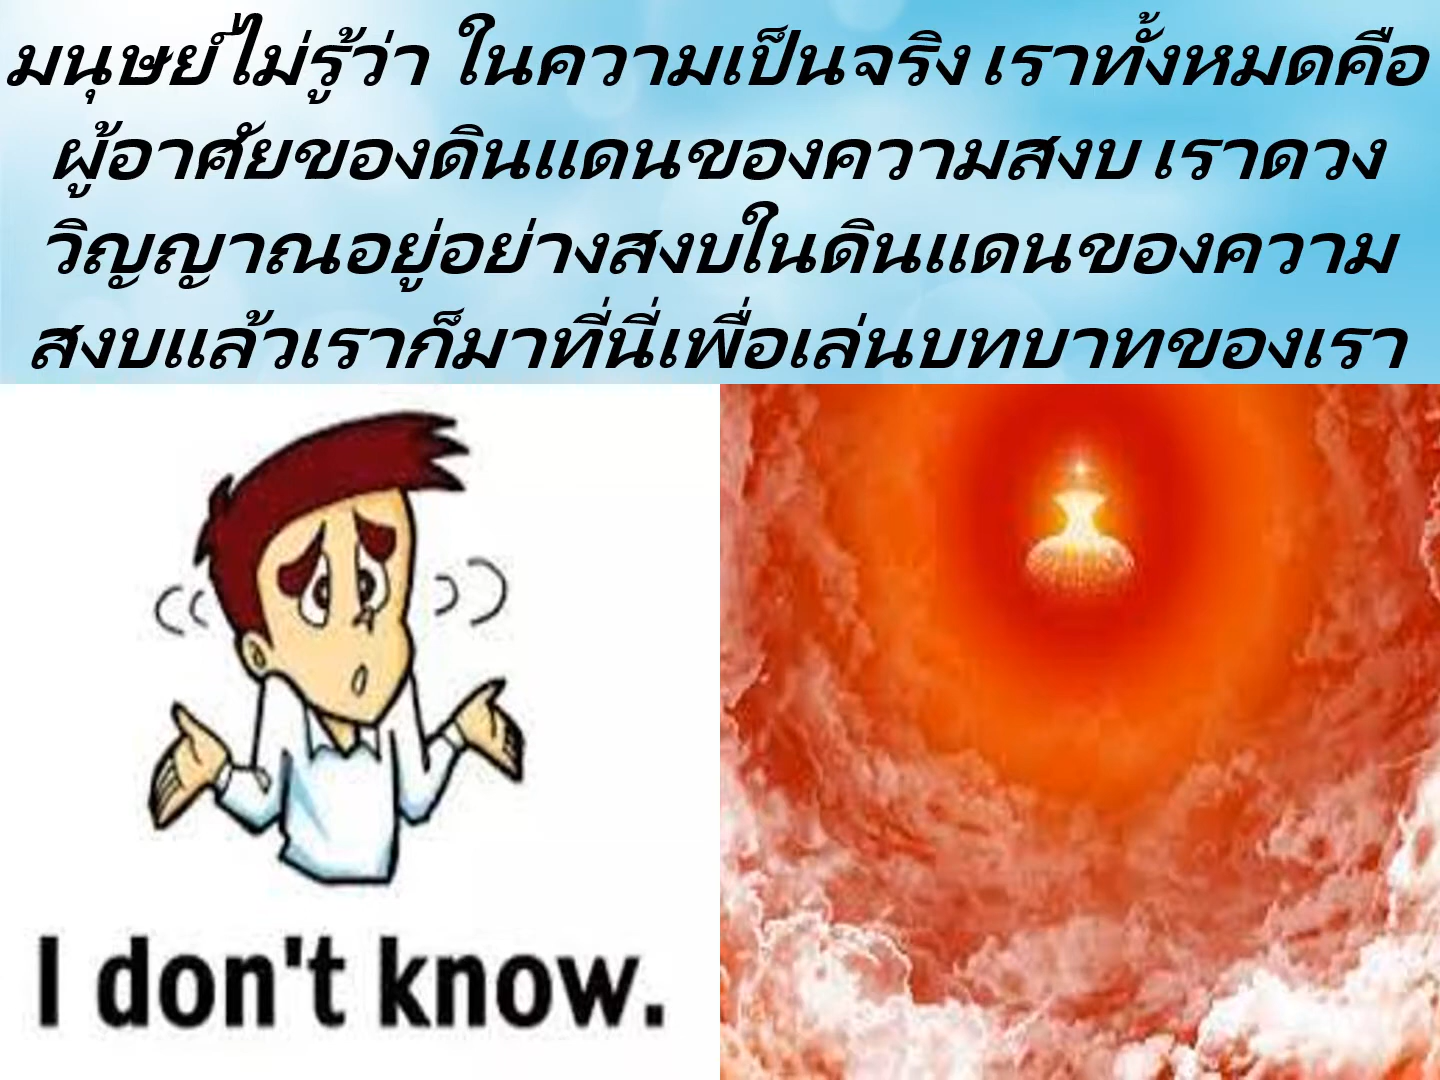 มนุษย์ไม่รู้ว่า ในความเป็นจริง เราทั้งหมดคือ
ผู้อาศัยของดินแดนของความสงบ เราดวง
วิญญาณอยู่อย่างสงบในดินแดนของความ
สงบแล้วเราก็มาที่นี่เพื่อเล่นบทบาทของเรา
I don't know.